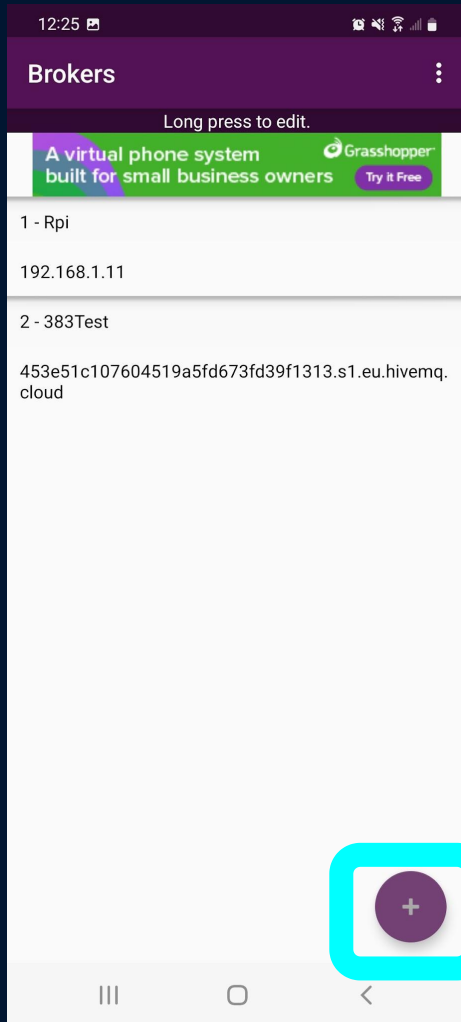 12:25
Brokers
Long press to edit.
A virtual phone system
built for small business owners
Grasshopper
Try it Free
1 - Rpi
192.168.1.11
2 - 383Test
453e51c107604519a5fd673fd39f1313.s1.eu.hivemq.
cloud
+